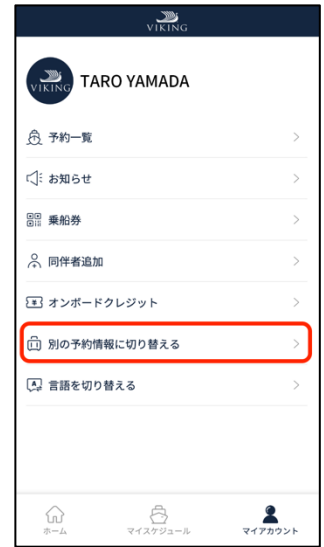 VIKING
VIKING
TARO YAMADA
予約一覧
お知らせ
乗船券
同伴者追加
オンボードクレジット
別の予約情報に切り替える
言語を切り替える
ホーム
マイスケジュール
マイアカウント